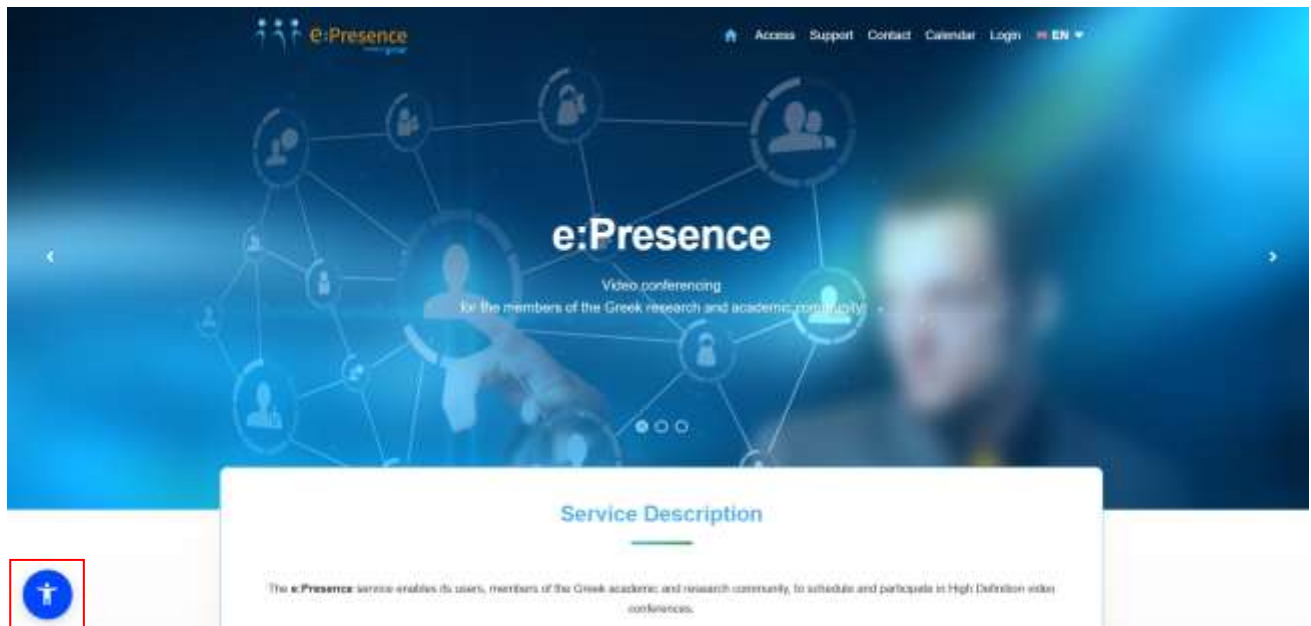 e:Presence
Access Support Contact Calendar Login EN
e:Presence
Video conferencing
for the members of the Greek research and academic community
Service Description
The e:Presence service enables its users, members of the Greek academic and research community, to schedule and participate in High Definition video
conferences.